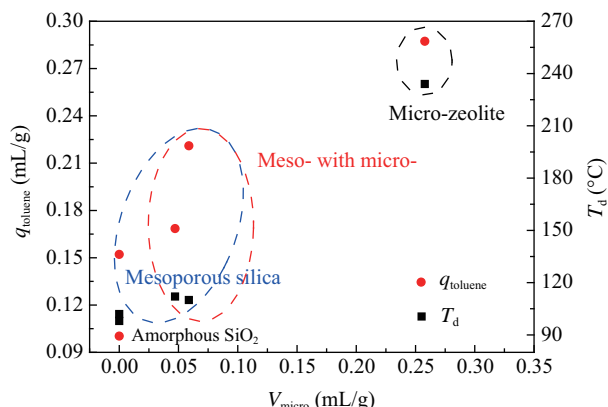 0.30
0.27
0.24
0.21
0.18
0.15
0.12
0.09
q_toluene (mL/g)
270
240
210
180
150
120
90
T_d (°C)
Micro-zeolite
Meso- with micro-
Mesoporous silica
q_toluene
T_d
Amorphous SiO₂
0.00 0.05 0.10 0.15 0.20 0.25 0.30 0.35
V_micro (mL/g)